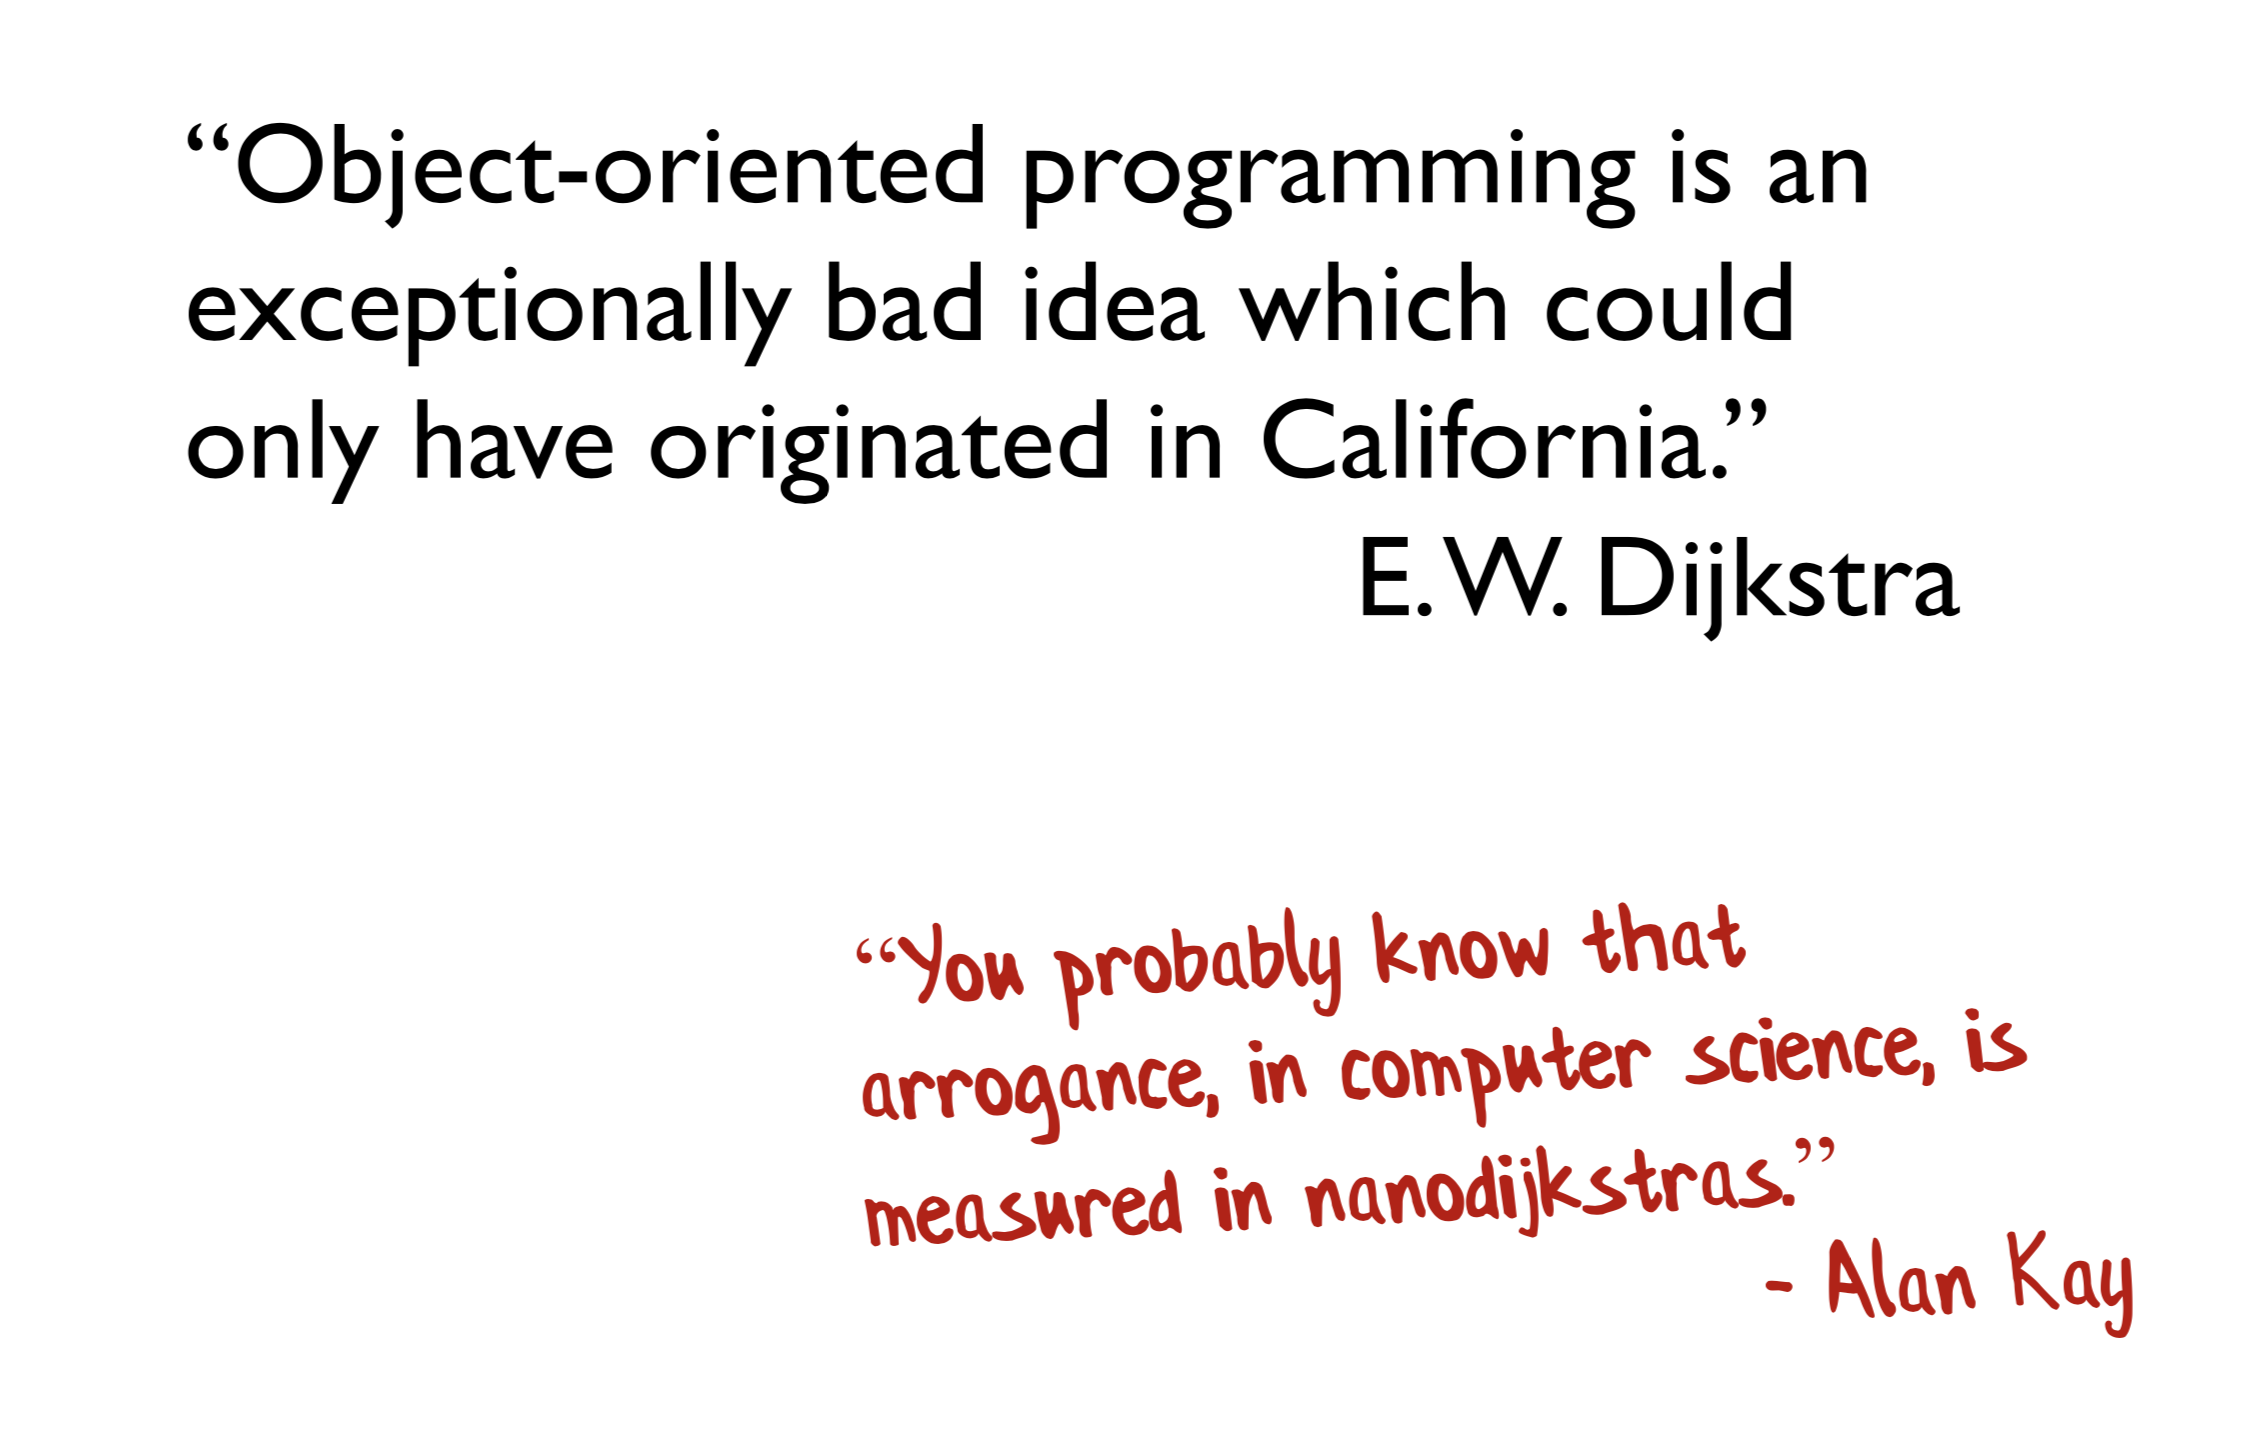 “Object-oriented programming is an
exceptionally bad idea which could
only have originated in California.”
E. W. Dijkstra
“You probably know that
arrogance, in computer science, is
measured in nanodijkstras.”
- Alan Kay